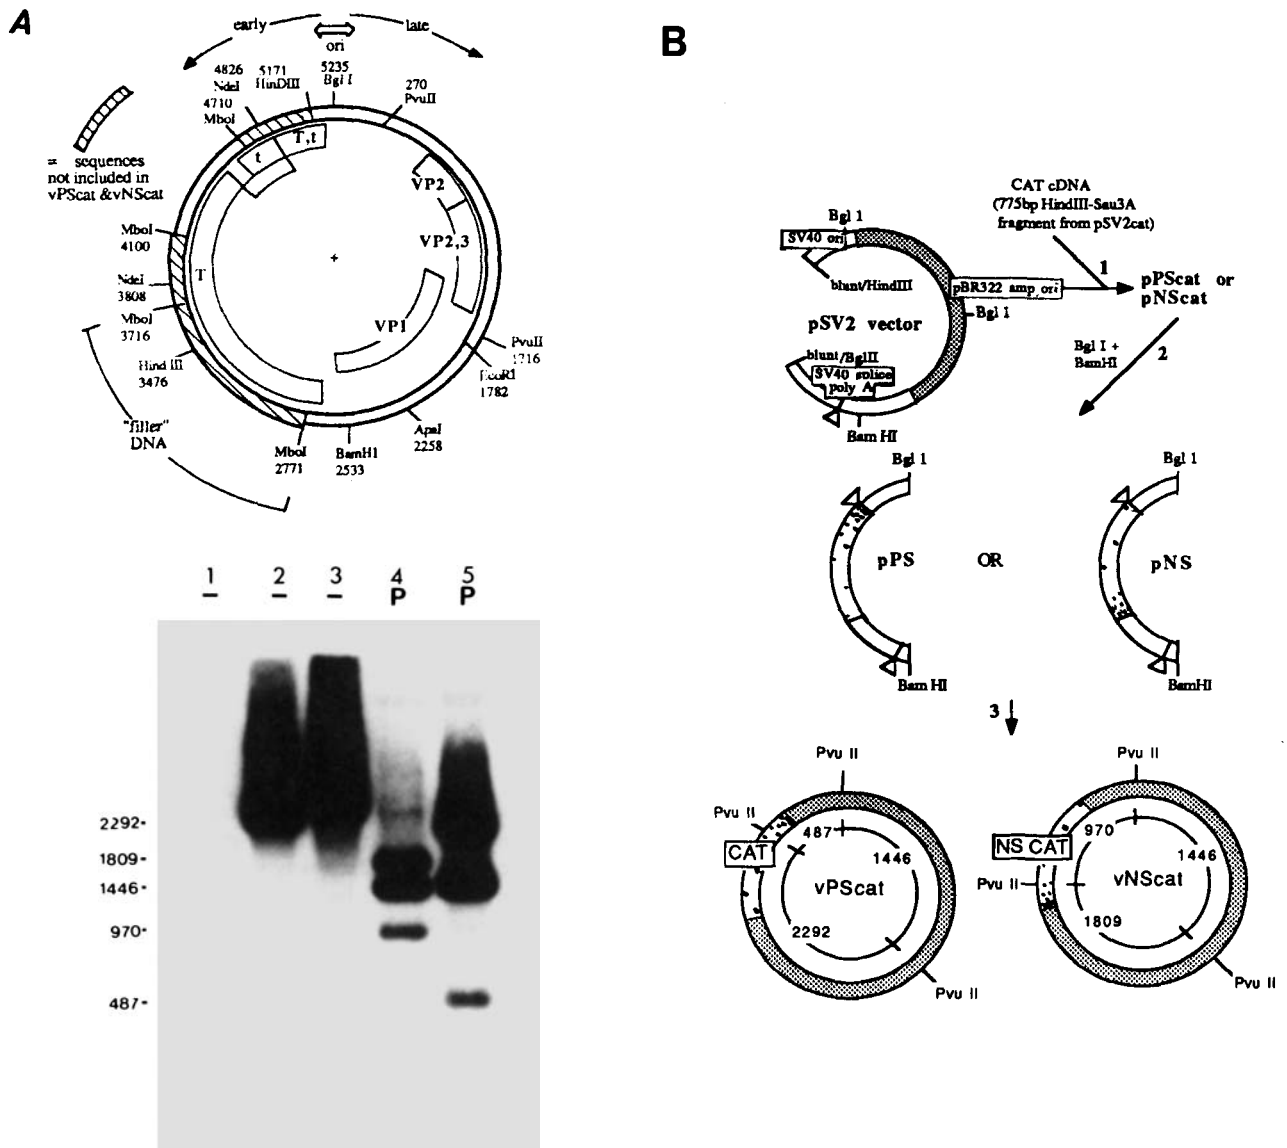 A
early
late
ori
4826
NdeI
5171
HinDIII
5235
Bgl I
270
PvuII
4710
MboI
T,t
t
= sequences
not included in
vPScat &vNScat
VP2
VP2,3
MboI
4100
T
+
NdeI
3808
MboI
3716
VP1
Hind III
3476
PvuII
1716
EcoRI
1782
"filler"
DNA
ApaI
2258
MboI
2771
BamH1
2533
1 2 3 4 5
- - - P P
2292-
1809-
1446-
970-
487-
B
CAT cDNA
(775bp HindIII-Sau3A
fragment from pSV2cat)
Bgl 1
SV40 ori
1
blunt/HindIII
pBR322 amp ori
pPScat or
pNScat
Bgl 1
pSV2 vector
blunt/BglII
SV40 splice
poly A
Bam HI
Bgl I +
BamHI
2
Bgl 1
Bgl 1
pPS
OR
pNS
Bam HI
BamHI
3
Pvu II
Pvu II
Pvu II
487
1446
CAT
vPScat
2292
Pvu II
970
1446
NS CAT
Pvu II
vNScat
1809
Pvu II